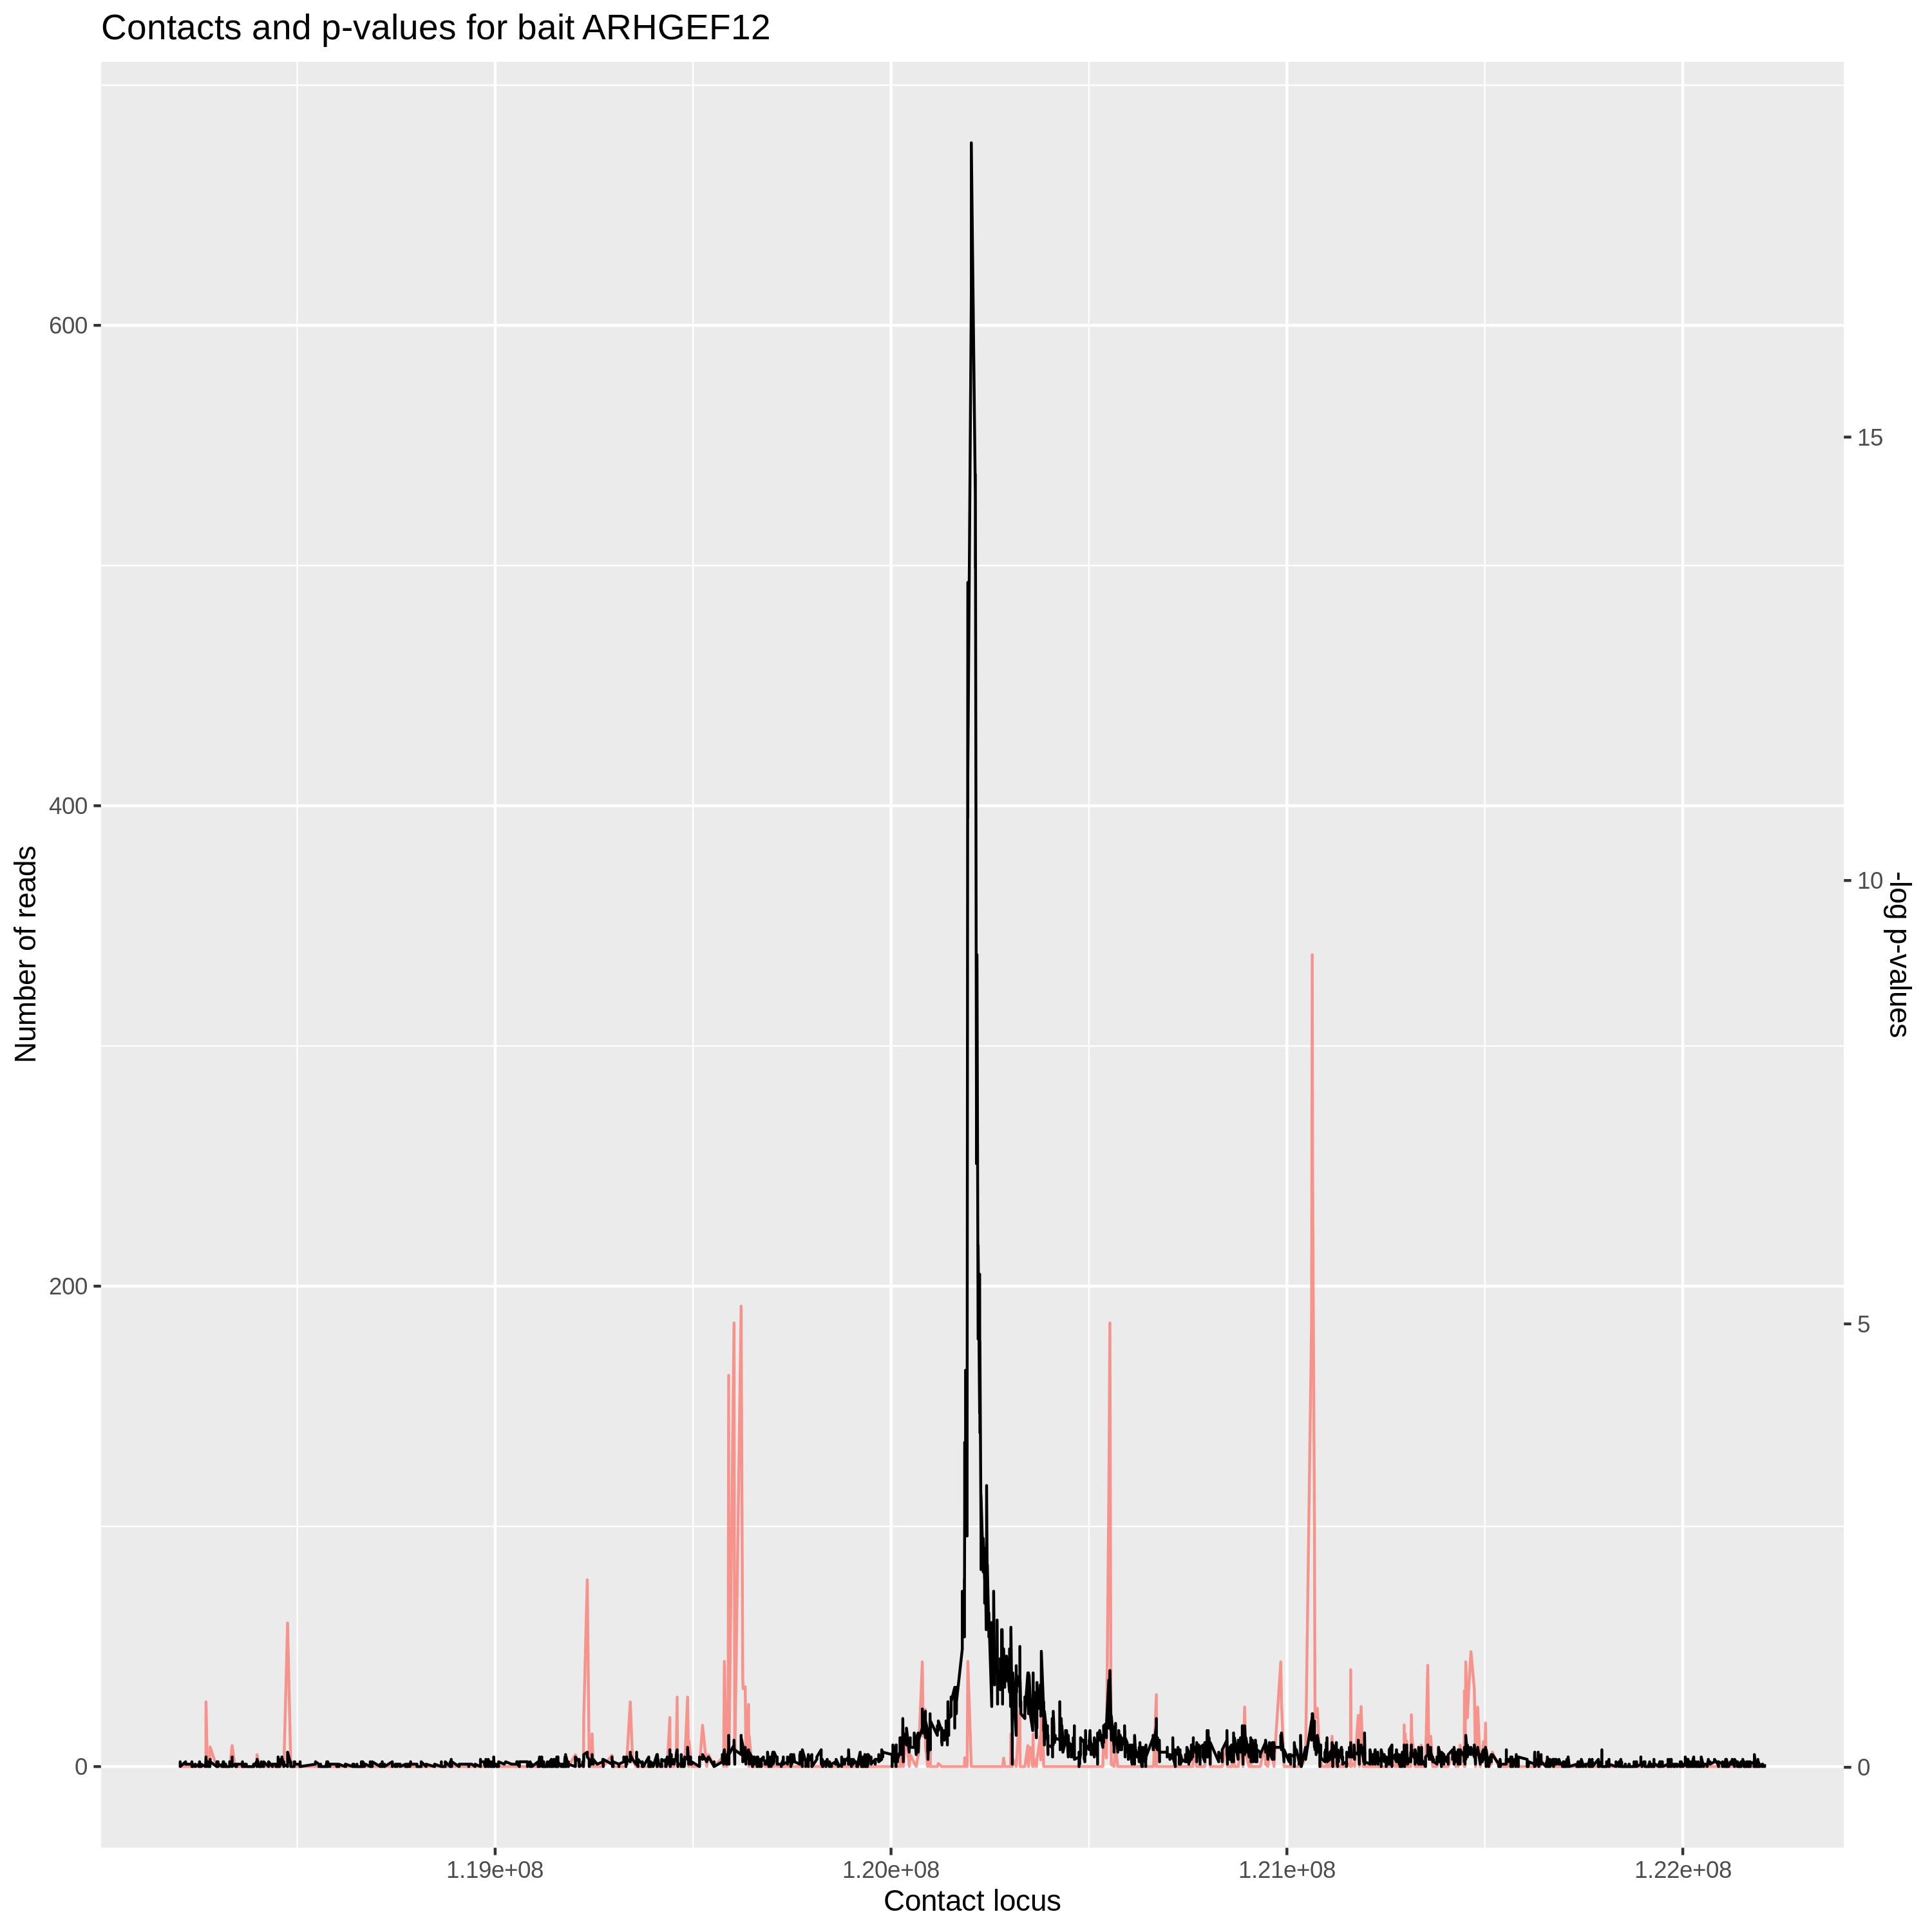 Contacts and p-values for bait ARHGEF12
600
400
200
0
Number of reads
15
10
5
0
-log p-values
1.19e+08
1.20e+08
1.21e+08
1.22e+08
Contact locus